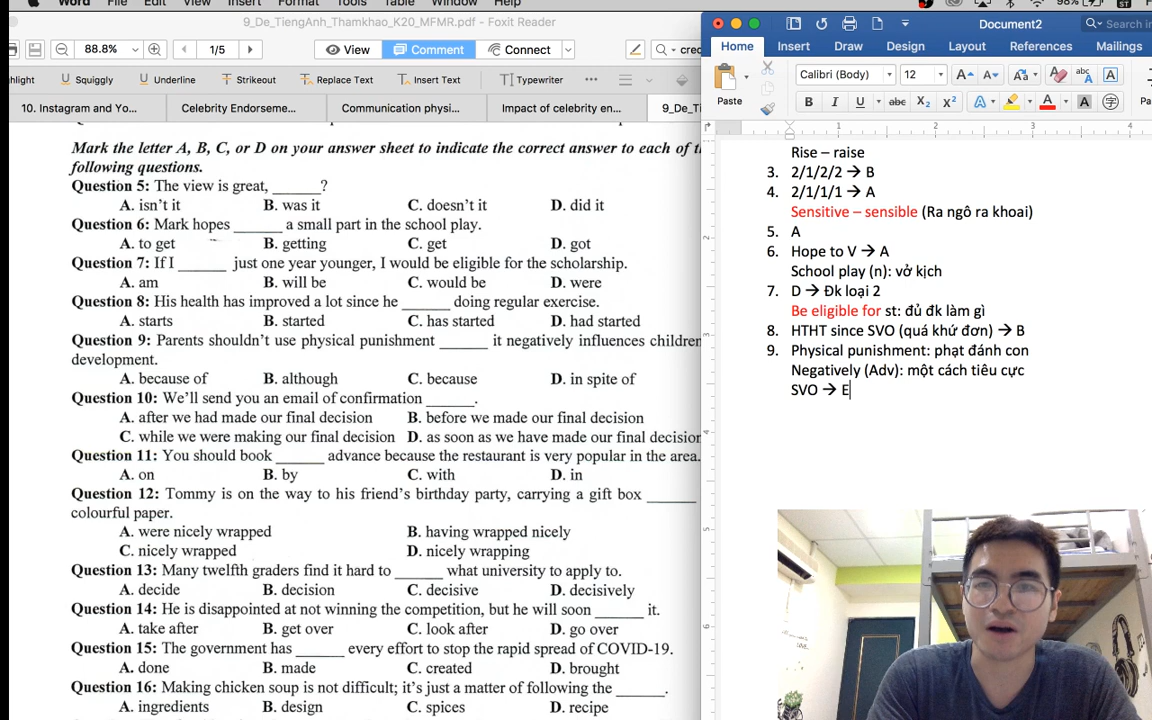 Word File Edit View Insert Format Tools Table Window Help 98%
9_De_TiengAnh_Thamkhao_K20_MFMR.pdf - Foxit Reader
Document2
Search in
88.8% 1/5 View Comment Connect
Home Insert Draw Design Layout References Mailings
hlight Squiggly Underline Strikeout Replace Text Insert Text Typewriter
Paste Calibri (Body) 12
10. Instagram and Yo... Celebrity Endorseme... Communication physi... Impact of celebrity en... 9_De_Ti
Mark the letter A, B, C, or D on your answer sheet to indicate the correct answer to each of t
following questions.
Question 5: The view is great, ______?
A. isn't it B. was it C. doesn't it D. did it
Question 6: Mark hopes ______ a small part in the school play.
A. to get B. getting C. get D. got
Question 7: If I ______ just one year younger, I would be eligible for the scholarship.
A. am B. will be C. would be D. were
Question 8: His health has improved a lot since he ______ doing regular exercise.
A. starts B. started C. has started D. had started
Question 9: Parents shouldn't use physical punishment ______ it negatively influences children
development.
A. because of B. although C. because D. in spite of
Question 10: We'll send you an email of confirmation ______.
A. after we had made our final decision B. before we made our final decision
C. while we were making our final decision D. as soon as we have made our final decision
Question 11: You should book ______ advance because the restaurant is very popular in the area.
A. on B. by C. with D. in
Question 12: Tommy is on the way to his friend's birthday party, carrying a gift box ______
colourful paper.
A. were nicely wrapped B. having wrapped nicely
C. nicely wrapped D. nicely wrapping
Question 13: Many twelfth graders find it hard to ______ what university to apply to.
A. decide B. decision C. decisive D. decisively
Question 14: He is disappointed at not winning the competition, but he will soon ______ it.
A. take after B. get over C. look after D. go over
Question 15: The government has ______ every effort to stop the rapid spread of COVID-19.
A. done B. made C. created D. brought
Question 16: Making chicken soup is not difficult; it's just a matter of following the ______.
A. ingredients B. design C. spices D. recipe
Rise – raise
3. 2/1/2/2 → B
4. 2/1/1/1 → A
Sensitive – sensible (Ra ngô ra khoai)
5. A
6. Hope to V → A
School play (n): vở kịch
7. D → Đk loại 2
Be eligible for st: đủ đk làm gì
8. HTHT since SVO (quá khứ đơn) → B
9. Physical punishment: phạt đánh con
Negatively (Adv): một cách tiêu cực
SVO → E